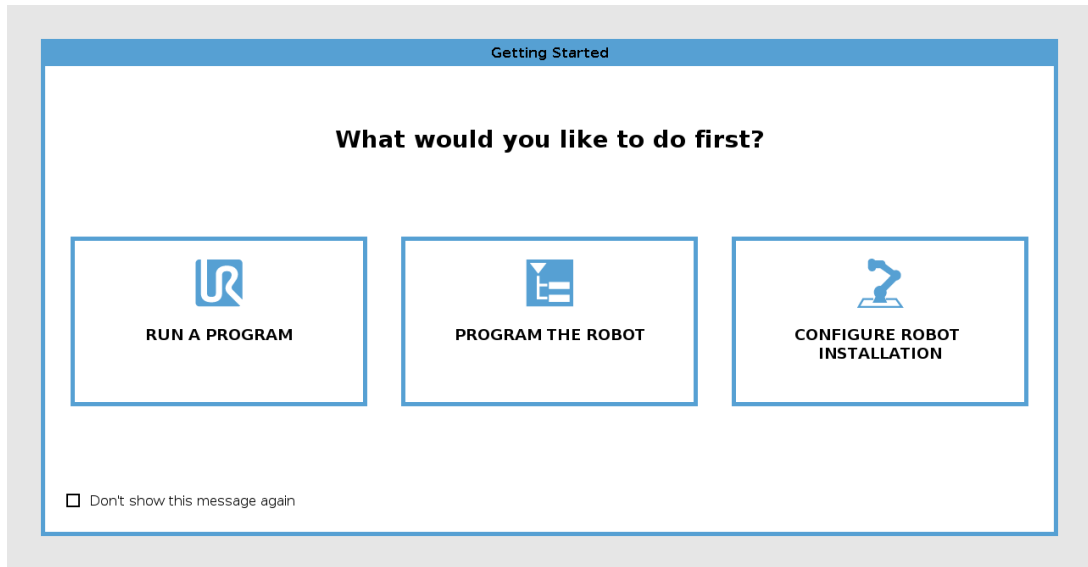 Getting Started
What would you like to do first?
RUN A PROGRAM
PROGRAM THE ROBOT
CONFIGURE ROBOT
INSTALLATION
Don't show this message again